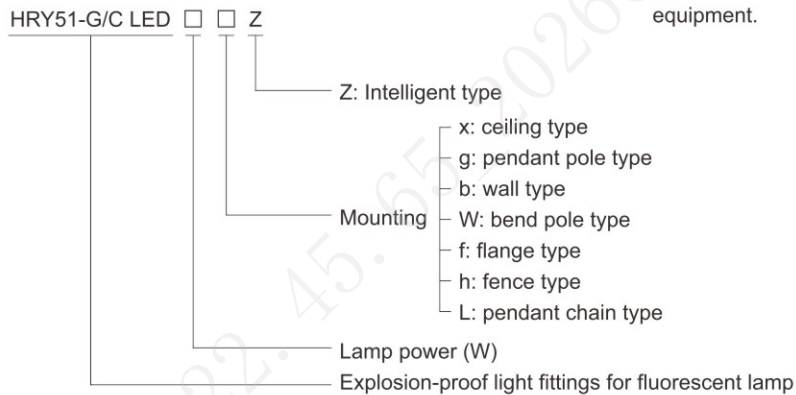 equipment.
HRY51-G/C LED □ □ Z
Z: Intelligent type
x: ceiling type
g: pendant pole type
b: wall type
Mounting
W: bend pole type
f: flange type
h: fence type
L: pendant chain type
Lamp power (W)
Explosion-proof light fittings for fluorescent lamp